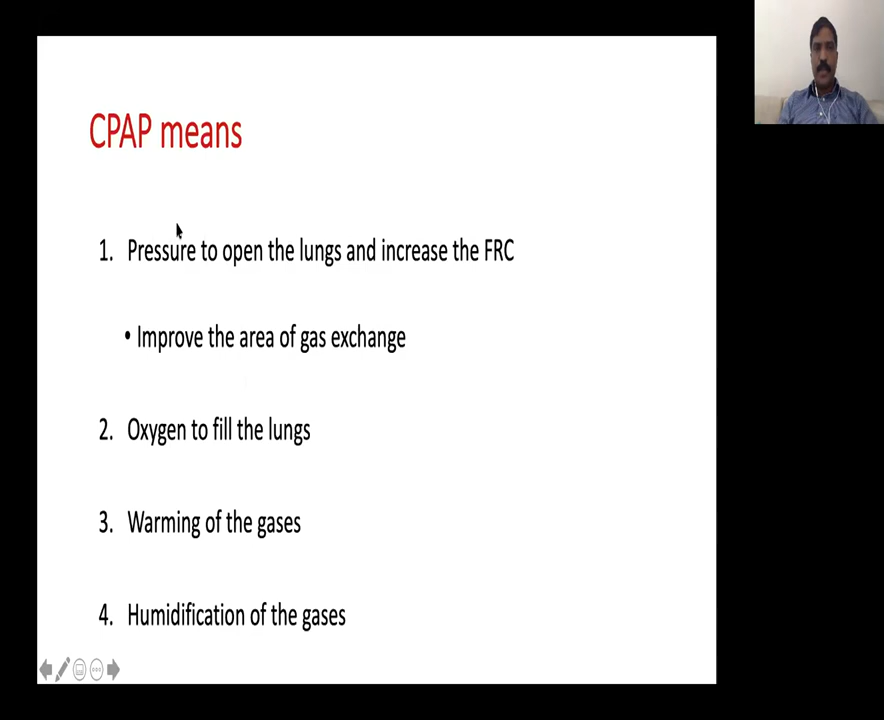 CPAP means
1. Pressure to open the lungs and increase the FRC
• Improve the area of gas exchange
2. Oxygen to fill the lungs
3. Warming of the gases
4. Humidification of the gases